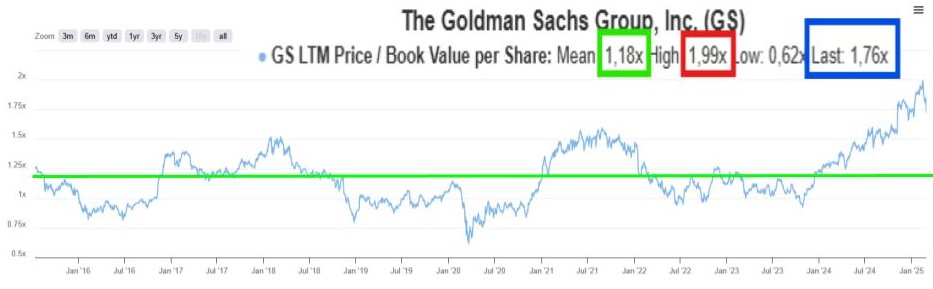 The Goldman Sachs Group, Inc. (GS)
Zoom 3m 6m ytd 1yr 3yr 5y all
GS LTM Price / Book Value per Share: Mean 1,18x High 1,99x Low: 0,62x Last: 1,76x
2x
1.75x
1.5x
1.25x
1x
0.75x
0.5x
Jan '16 Jul '16 Jan '17 Jul '17 Jan '18 Jul '18 Jan '19 Jul '19 Jan '20 Jul '20 Jan '21 Jul '21 Jan '22 Jul '22 Jan '23 Jul '23 Jan '24 Jul '24 Jan '25